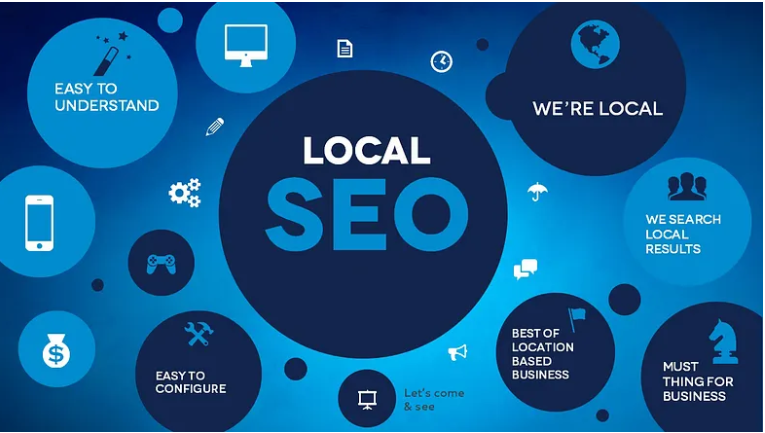 EASY TO
UNDERSTAND
WE'RE LOCAL
LOCAL
SEO
WE SEARCH
LOCAL
RESULTS
$
EASY TO
CONFIGURE
BEST OF
LOCATION
BASED
BUSINESS
MUST
THING FOR
BUSINESS
Let's come
& see